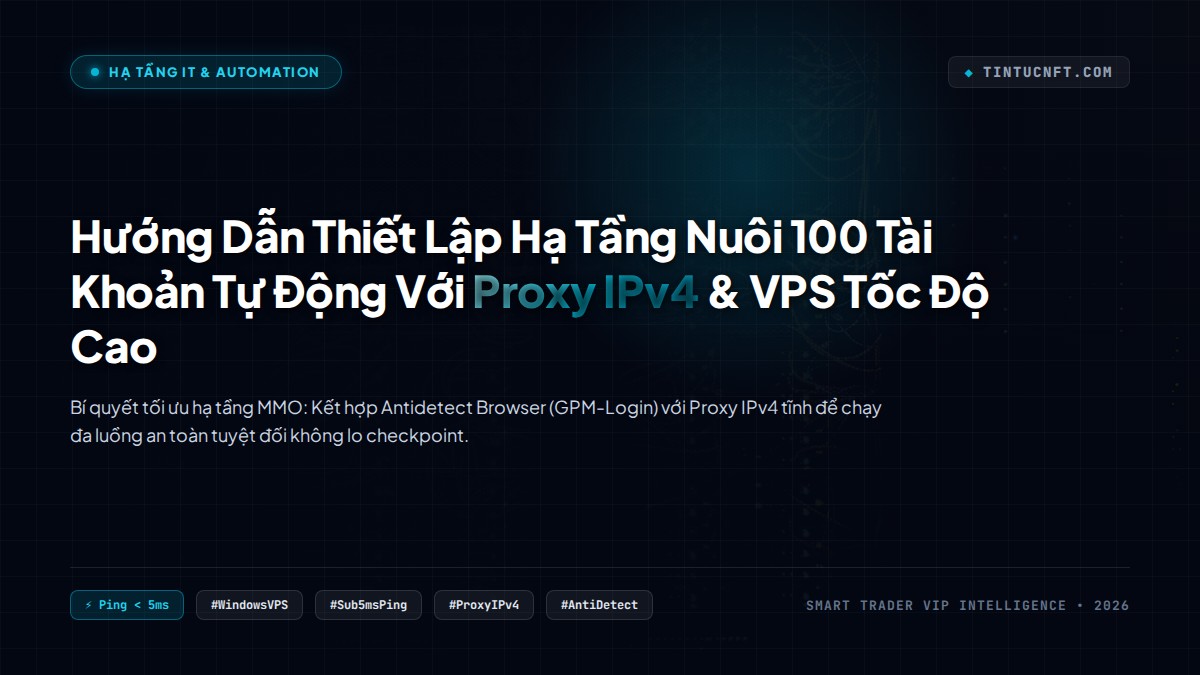 HẠ TẦNG IT & AUTOMATION
TINTUCNFT.COM
Hướng Dẫn Thiết Lập Hạ Tầng Nuôi 100 Tài
Khoản Tự Động Với Proxy IPv4 & VPS Tốc Độ
Cao
Bí quyết tối ưu hạ tầng MMO: Kết hợp Antidetect Browser (GPM-Login) với Proxy IPv4 tĩnh để chạy
đa luồng an toàn tuyệt đối không lo checkpoint.
⚡ Ping < 5ms
#WindowsVPS
#Sub5msPing
#ProxyIPv4
#AntiDetect
SMART TRADER VIP INTELLIGENCE • 2026